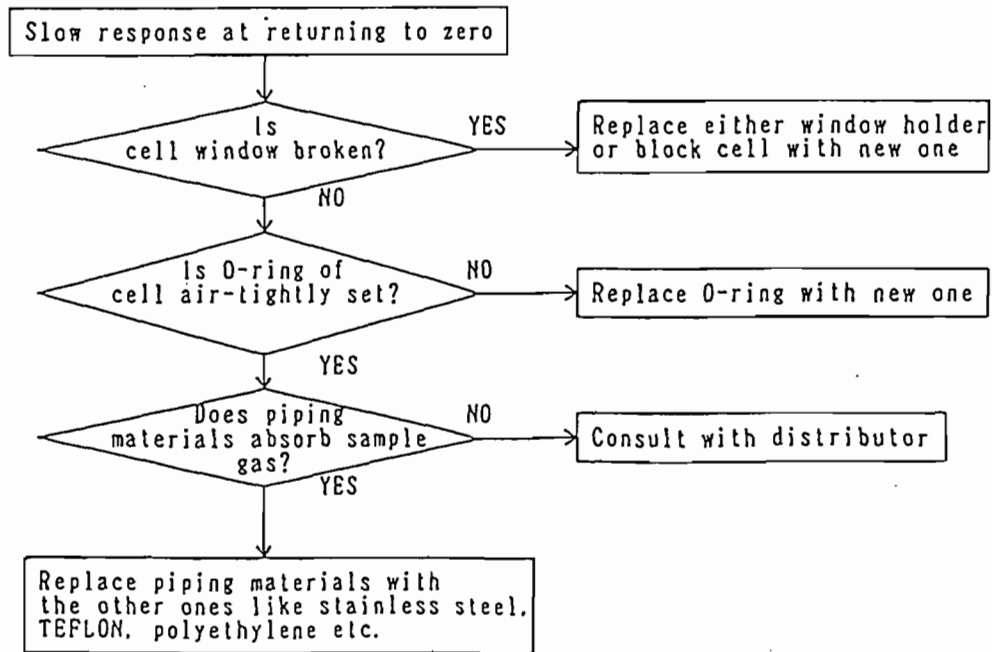 Slow response at returning to zero
Is
cell window broken?
YES
Replace either window holder
or block cell with new one
NO
Is O-ring of
cell air-tightly set?
NO
Replace O-ring with new one
YES
Does piping
materials absorb sample
gas?
NO
Consult with distributor
YES
Replace piping materials with
the other ones like stainless steel.
TEFLON, polyethylene etc.